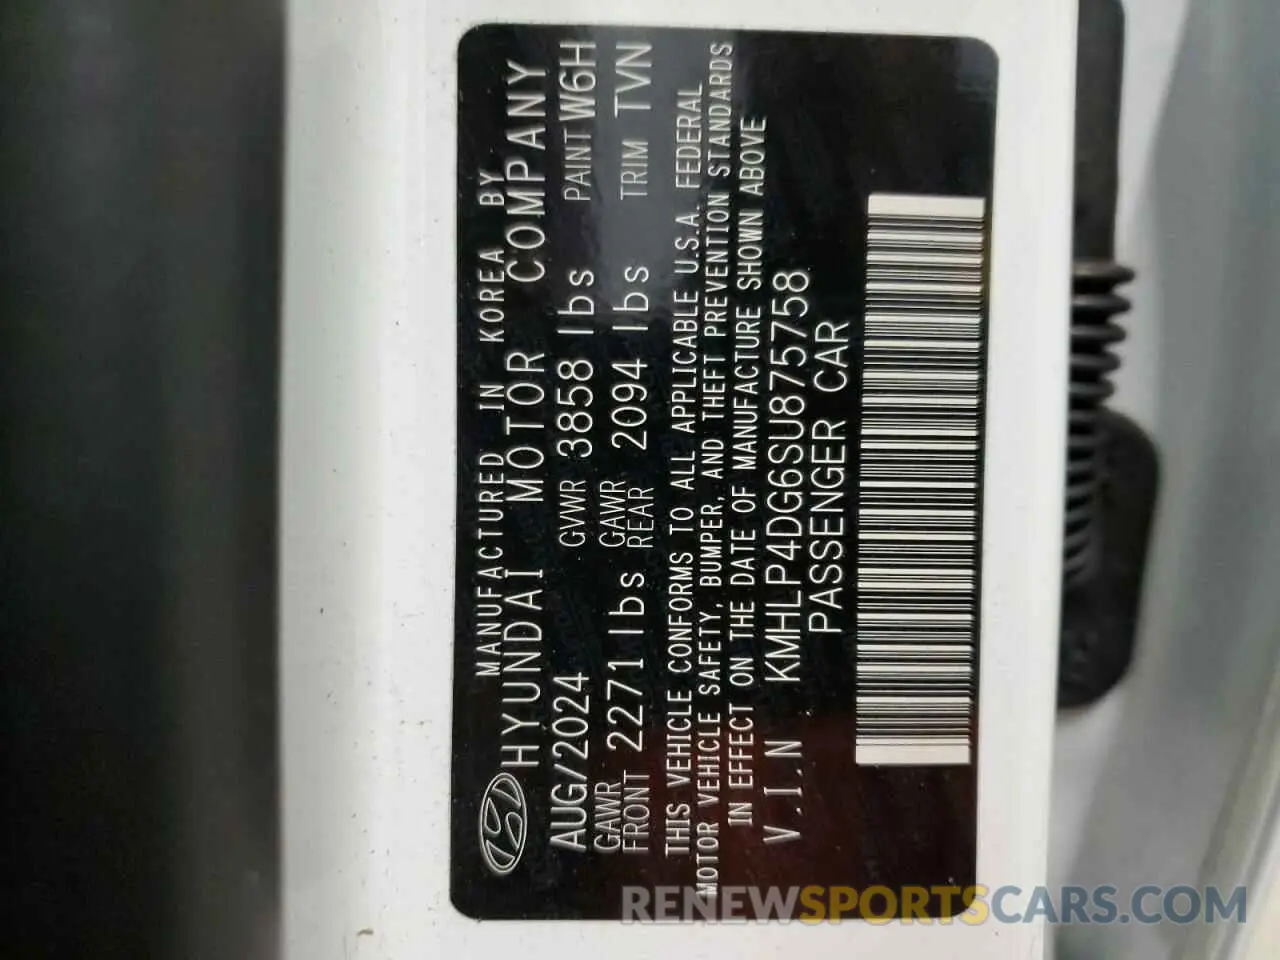 MANUFACTURED IN KOREA BY
HYUNDAI MOTOR COMPANY
AUG/2024 GVWR 3858 lbs PAINT W6H
GAWR FRONT 2271 lbs GAWR REAR 2094 lbs TRIM TVN
THIS VEHICLE CONFORMS TO ALL APPLICABLE U.S.A. FEDERAL
MOTOR VEHICLE SAFETY, BUMPER, AND THEFT PREVENTION STANDARDS
IN EFFECT ON THE DATE OF MANUFACTURE SHOWN ABOVE
V.I.N KMHLP4DG6SU875758
PASSENGER CAR
RENEWSPORTSCARS.COM